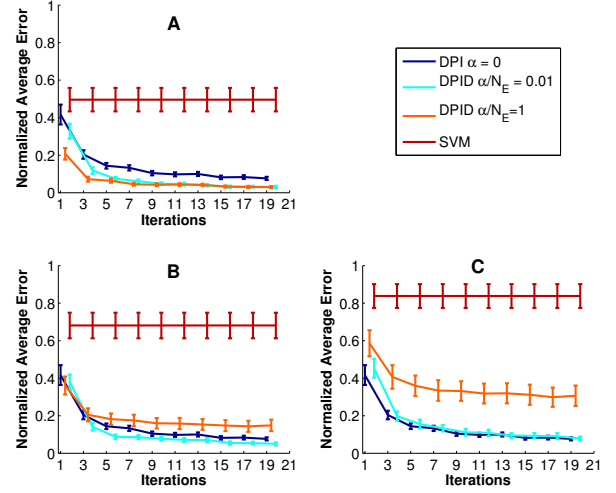 A
Normalized Average Error
1
0.8
0.6
0.4
0.2
0
1 3 5 7 9 11 13 15 17 19 21
Iterations
DPI α = 0
DPID α/N_E = 0.01
DPID α/N_E=1
SVM
B
Normalized Average Error
1
0.8
0.6
0.4
0.2
0
1 3 5 7 9 11 13 15 17 19 21
Iterations
C
Normalized Average Error
1
0.8
0.6
0.4
0.2
0
1 3 5 7 9 11 13 15 17 19 21
Iterations